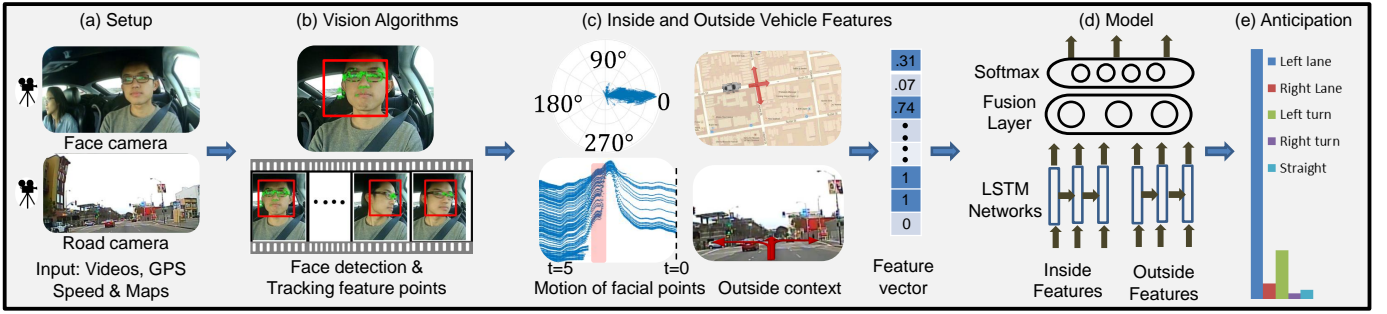 (a) Setup
Face camera
Road camera
Input: Videos, GPS
Speed & Maps
(b) Vision Algorithms
Face detection &
Tracking feature points
(c) Inside and Outside Vehicle Features
90°
180°
0
270°
t=5
t=0
Motion of facial points
Outside context
.31
.07
.74
1
1
0
Feature
vector
(d) Model
Softmax
Fusion
Layer
LSTM
Networks
Inside
Features
Outside
Features
(e) Anticipation
Left lane
Right Lane
Left turn
Right turn
Straight